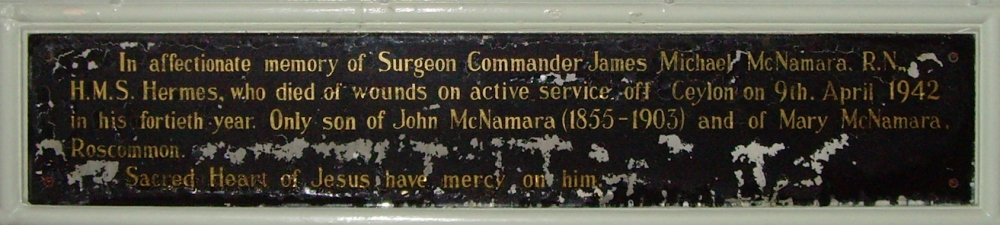 In affectionate memory of Surgeon Commander James Michael McNamara. R.N.,
H.M.S. Hermes, who died of wounds on active service off Ceylon on 9th. April 1942
in his fortieth year. Only son of John McNamara (1855-1903) and of Mary McNamara.
Roscommon.
Sacred Heart of Jesus have mercy on him.